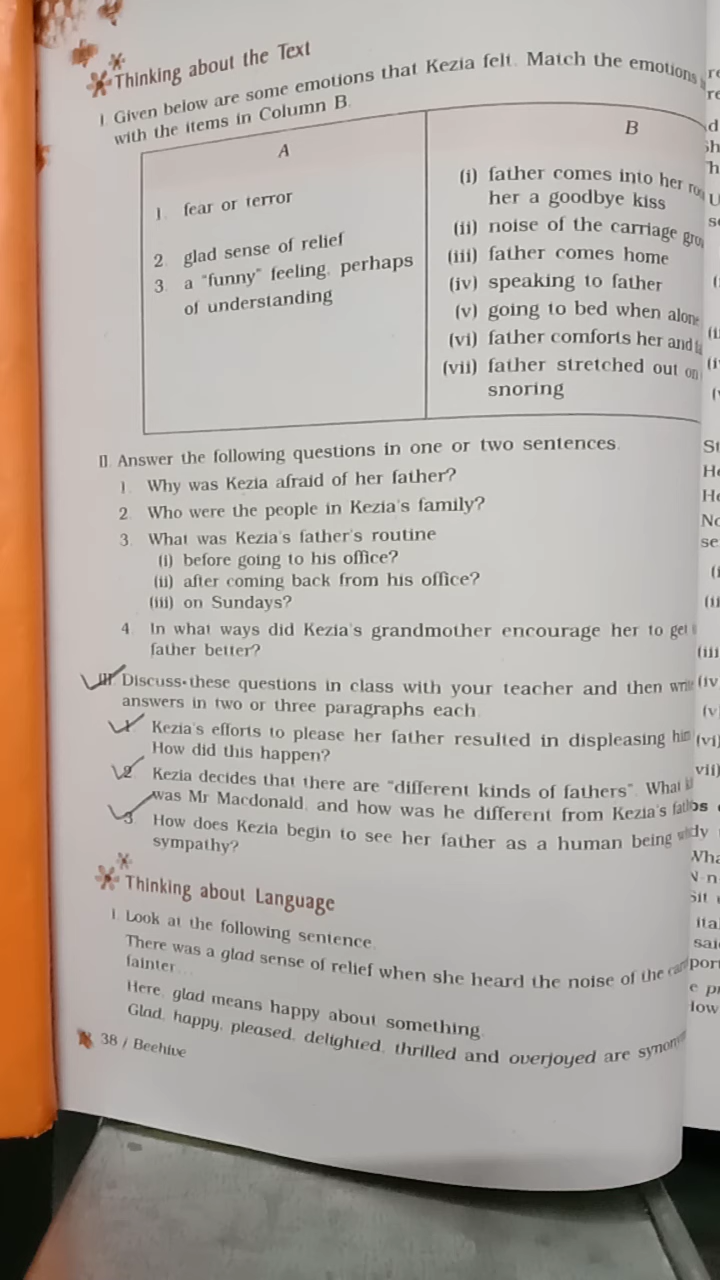 Thinking about the Text
I. Given below are some emotions that Kezia felt. Match the emotions
with the items in Column B.
A
B
1. fear or terror
2. glad sense of relief
3. a “funny” feeling, perhaps
of understanding
(i) father comes into her
her a goodbye kiss
(ii) noise of the carriage
(iii) father comes home
(iv) speaking to father
(v) going to bed when alone
(vi) father comforts her and
(vii) father stretched out on
snoring
II. Answer the following questions in one or two sentences.
1. Why was Kezia afraid of her father?
2. Who were the people in Kezia's family?
3. What was Kezia's father's routine
(i) before going to his office?
(ii) after coming back from his office?
(iii) on Sundays?
4. In what ways did Kezia's grandmother encourage her to get
father better?
III. Discuss these questions in class with your teacher and then write
answers in two or three paragraphs each.
1. Kezia's efforts to please her father resulted in displeasing him
How did this happen?
2. Kezia decides that there are “different kinds of fathers”. What
was Mr Macdonald, and how was he different from Kezia's
3. How does Kezia begin to see her father as a human being
sympathy?
Thinking about Language
I. Look at the following sentence.
There was a glad sense of relief when she heard the noise of the
fainter...
Here, glad means happy about something.
Glad, happy, pleased, delighted, thrilled and overjoyed are
38 / Beehive